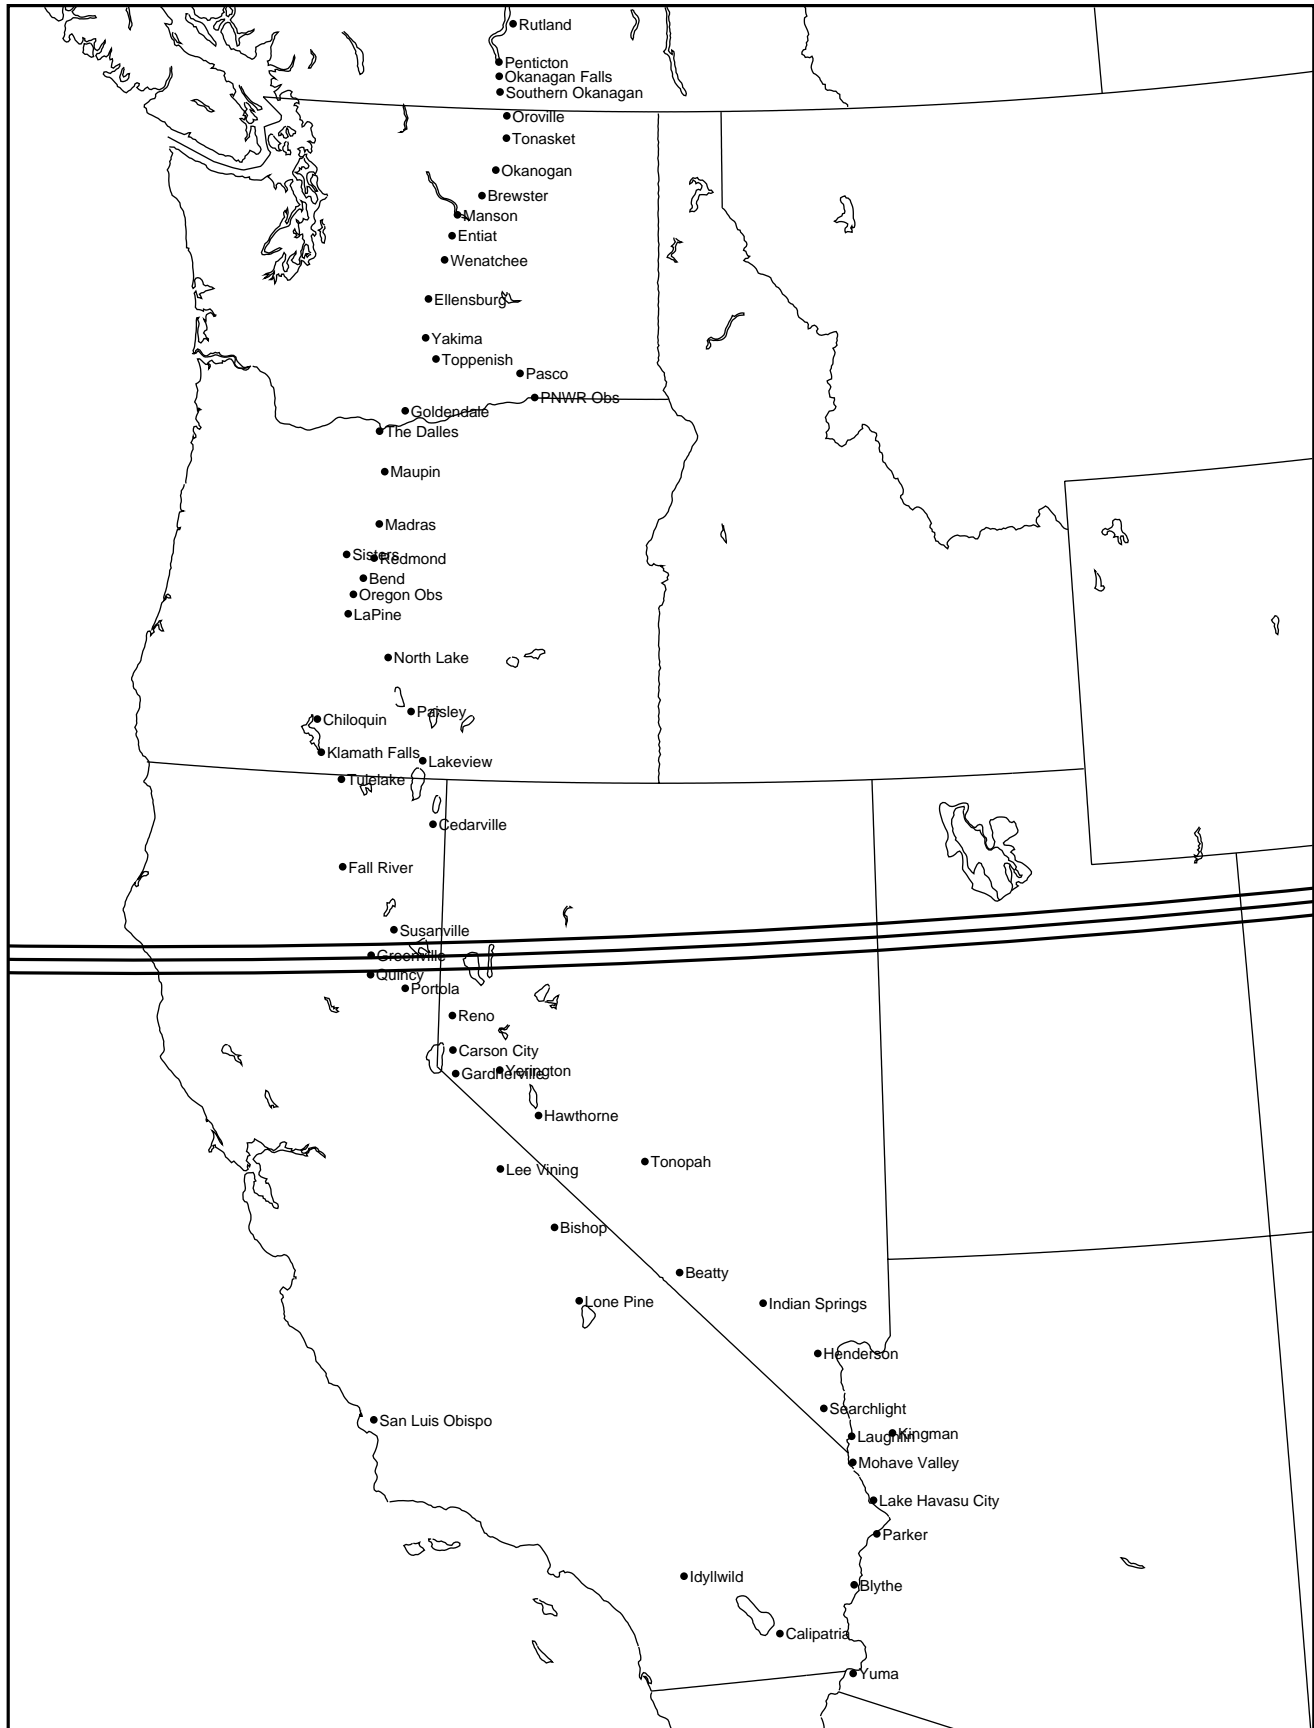 Rutland
Penticton
Okanagan Falls
Southern Okanagan
Oroville
Tonasket
Okanogan
Brewster
Manson
Entiat
Wenatchee
Ellensburg
Yakima
Toppenish
Pasco
PNWR Obs
Goldendale
The Dalles
Maupin
Madras
Sisters
Redmond
Bend
Oregon Obs
LaPine
North Lake
Paisley
Chiloquin
Klamath Falls
Lakeview
Tulelake
Cedarville
Fall River
Susanville
Greenville
Quincy
Portola
Reno
Carson City
Yerington
Gardnerville
Hawthorne
Tonopah
Lee Vining
Bishop
Beatty
Lone Pine
Indian Springs
Henderson
Searchlight
San Luis Obispo
Kingman
Laughlin
Mohave Valley
Lake Havasu City
Parker
Idyllwild
Blythe
Calipatria
Yuma